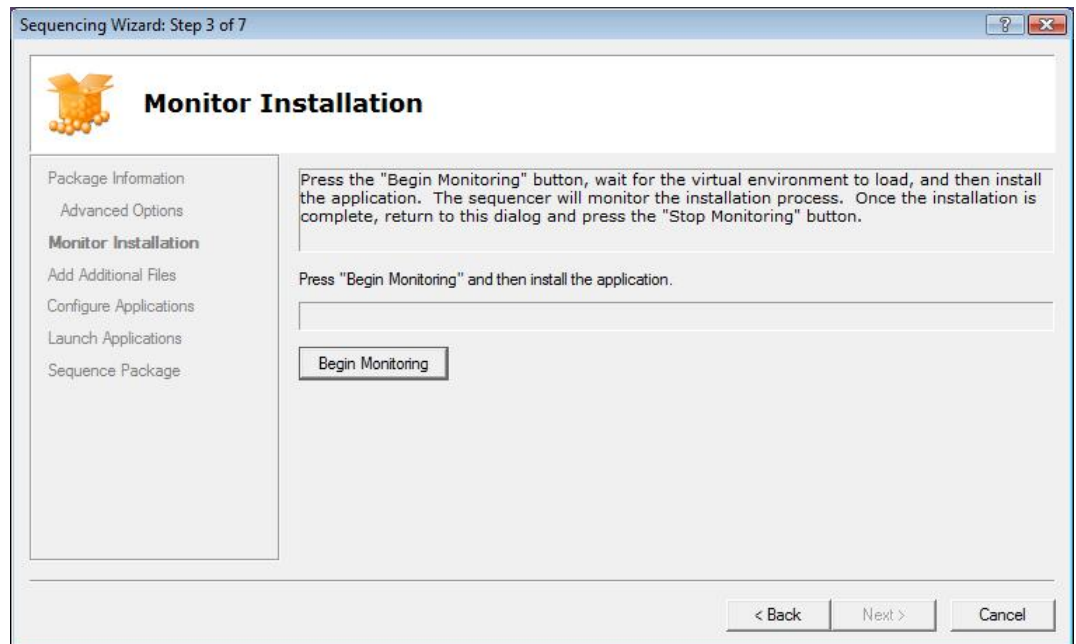 Sequencing Wizard: Step 3 of 7
Monitor Installation
Package Information
Advanced Options
Monitor Installation
Add Additional Files
Configure Applications
Launch Applications
Sequence Package
Press the "Begin Monitoring" button, wait for the virtual environment to load, and then install
the application. The sequencer will monitor the installation process. Once the installation is
complete, return to this dialog and press the "Stop Monitoring" button.
Press "Begin Monitoring" and then install the application.
Begin Monitoring
< Back Next > Cancel